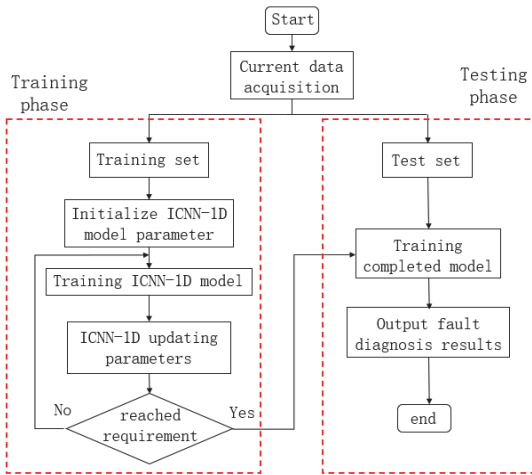 Start
Current data
acquisition
Training
phase
Testing
phase
Training set
Initialize ICNN-1D
model parameter
Training ICNN-1D model
ICNN-1D updating
parameters
reached
requirement
No
Yes
Test set
Training
completed model
Output fault
diagnosis results
end